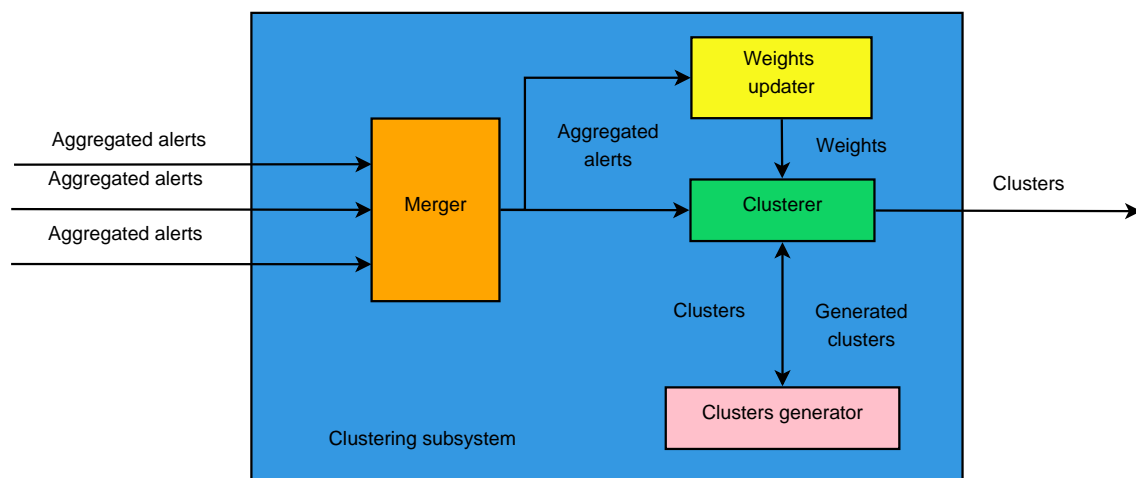 Weights
updater
Aggregated alerts
Aggregated alerts
Aggregated alerts
Merger
Aggregated
alerts
Weights
Clusterer
Clusters
Clusters
Generated
clusters
Clusters generator
Clustering subsystem